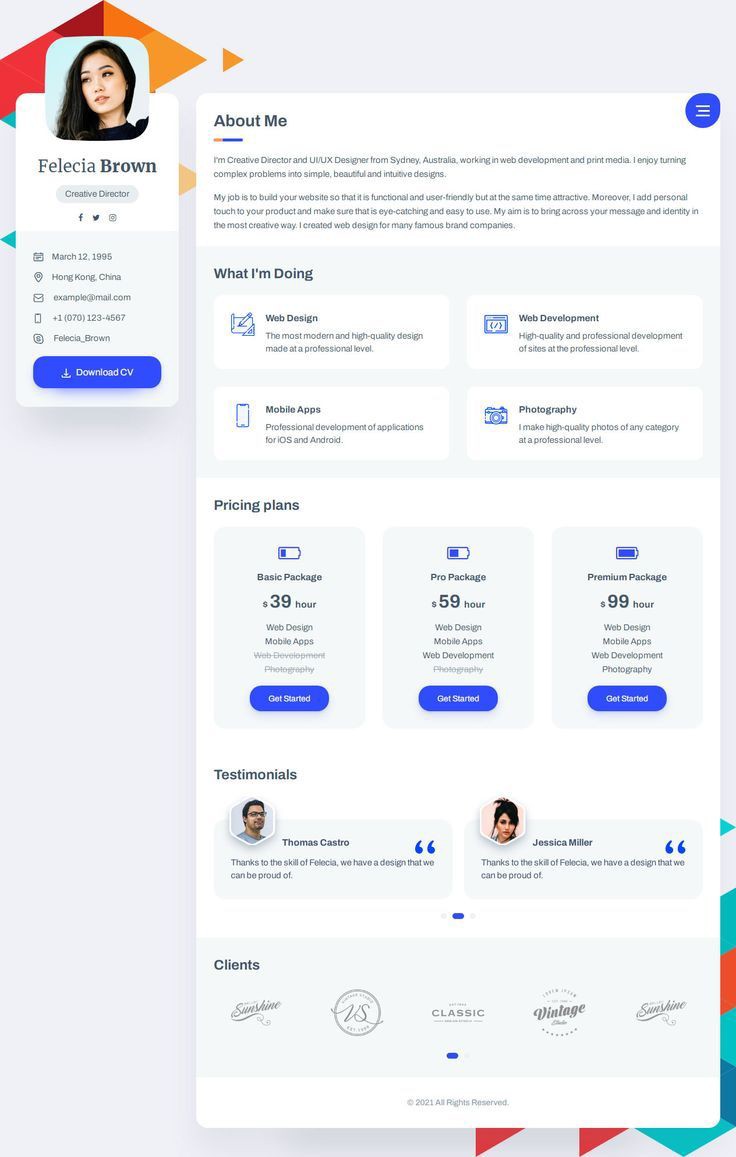 Felecia Brown
Creative Director
March 12, 1995
Hong Kong, China
example@mail.com
+1 (070) 123-4567
Felecia_Brown
Download CV
About Me
I'm Creative Director and UI/UX Designer from Sydney, Australia, working in web development and print media. I enjoy turning
complex problems into simple, beautiful and intuitive designs.
My job is to build your website so that it is functional and user-friendly but at the same time attractive. Moreover, I add personal
touch to your product and make sure that is eye-catching and easy to use. My aim is to bring across your message and identity in
the most creative way. I created web design for many famous brand companies.
What I'm Doing
Web Design
The most modern and high-quality design
made at a professional level.
Web Development
High-quality and professional development
of sites at the professional level.
Mobile Apps
Professional development of applications
for iOS and Android.
Photography
I make high-quality photos of any category
at a professional level.
Pricing plans
Basic Package
$ 39 hour
Web Design
Mobile Apps
Web Development
Photography
Get Started
Pro Package
$ 59 hour
Web Design
Mobile Apps
Web Development
Photography
Get Started
Premium Package
$ 99 hour
Web Design
Mobile Apps
Web Development
Photography
Get Started
Testimonials
Thomas Castro
Thanks to the skill of Felecia, we have a design that we
can be proud of.
Jessica Miller
Thanks to the skill of Felecia, we have a design that we
can be proud of.
Clients
Sunshine
VINTAGE STUDIO
VS
EST. 1969
CLASSIC
LOREM IPSUM
Vintage
Studio
Sunshine
© 2021 All Rights Reserved.